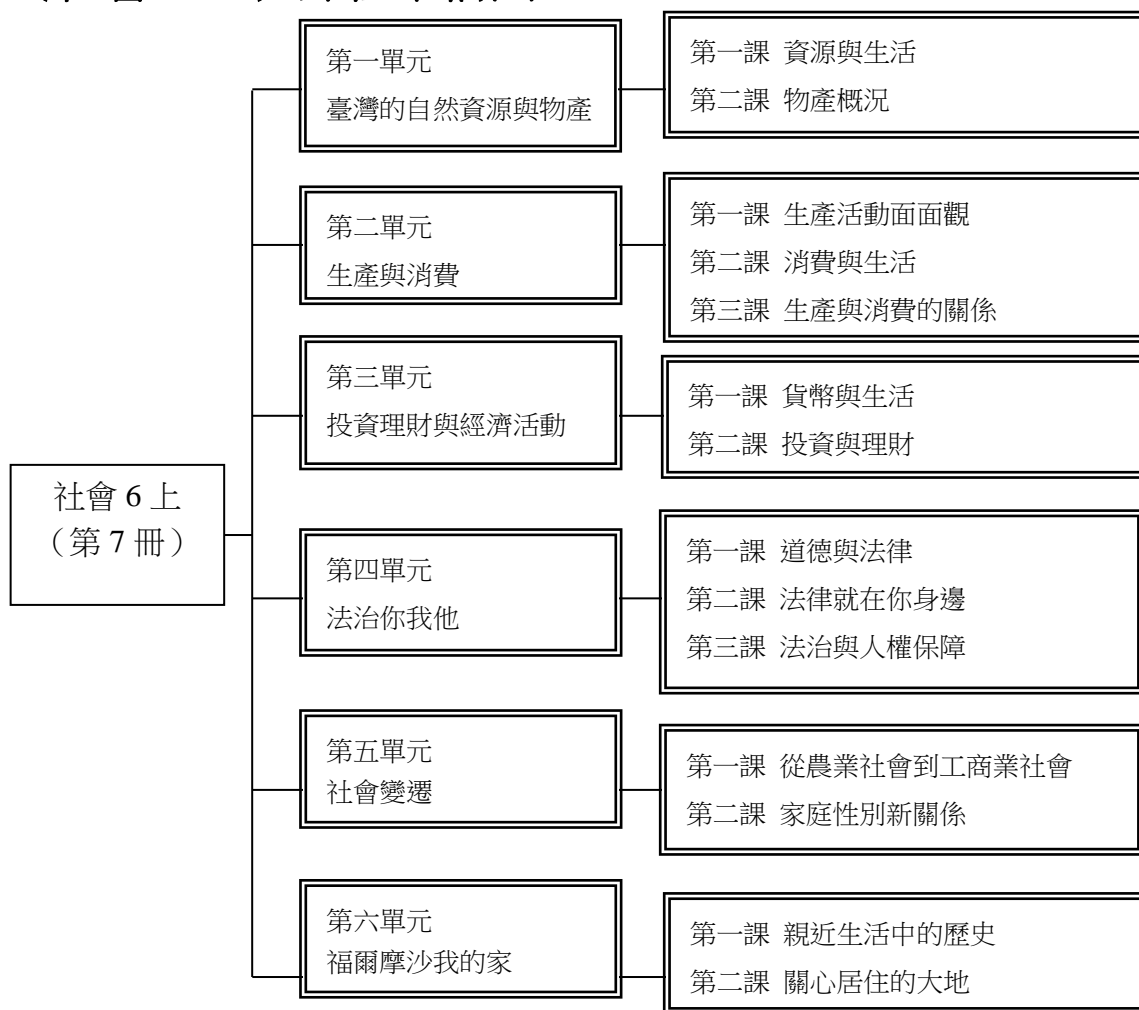 社會 6 上
（第 7 冊）
第一單元
臺灣的自然資源與物產
第一課 資源與生活
第二課 物產概況
第二單元
生產與消費
第一課 生產活動面面觀
第二課 消費與生活
第三課 生產與消費的關係
第三單元
投資理財與經濟活動
第一課 貨幣與生活
第二課 投資與理財
第四單元
法治你我他
第一課 道德與法律
第二課 法律就在你身邊
第三課 法治與人權保障
第五單元
社會變遷
第一課 從農業社會到工商業社會
第二課 家庭性別新關係
第六單元
福爾摩沙我的家
第一課 親近生活中的歷史
第二課 關心居住的大地